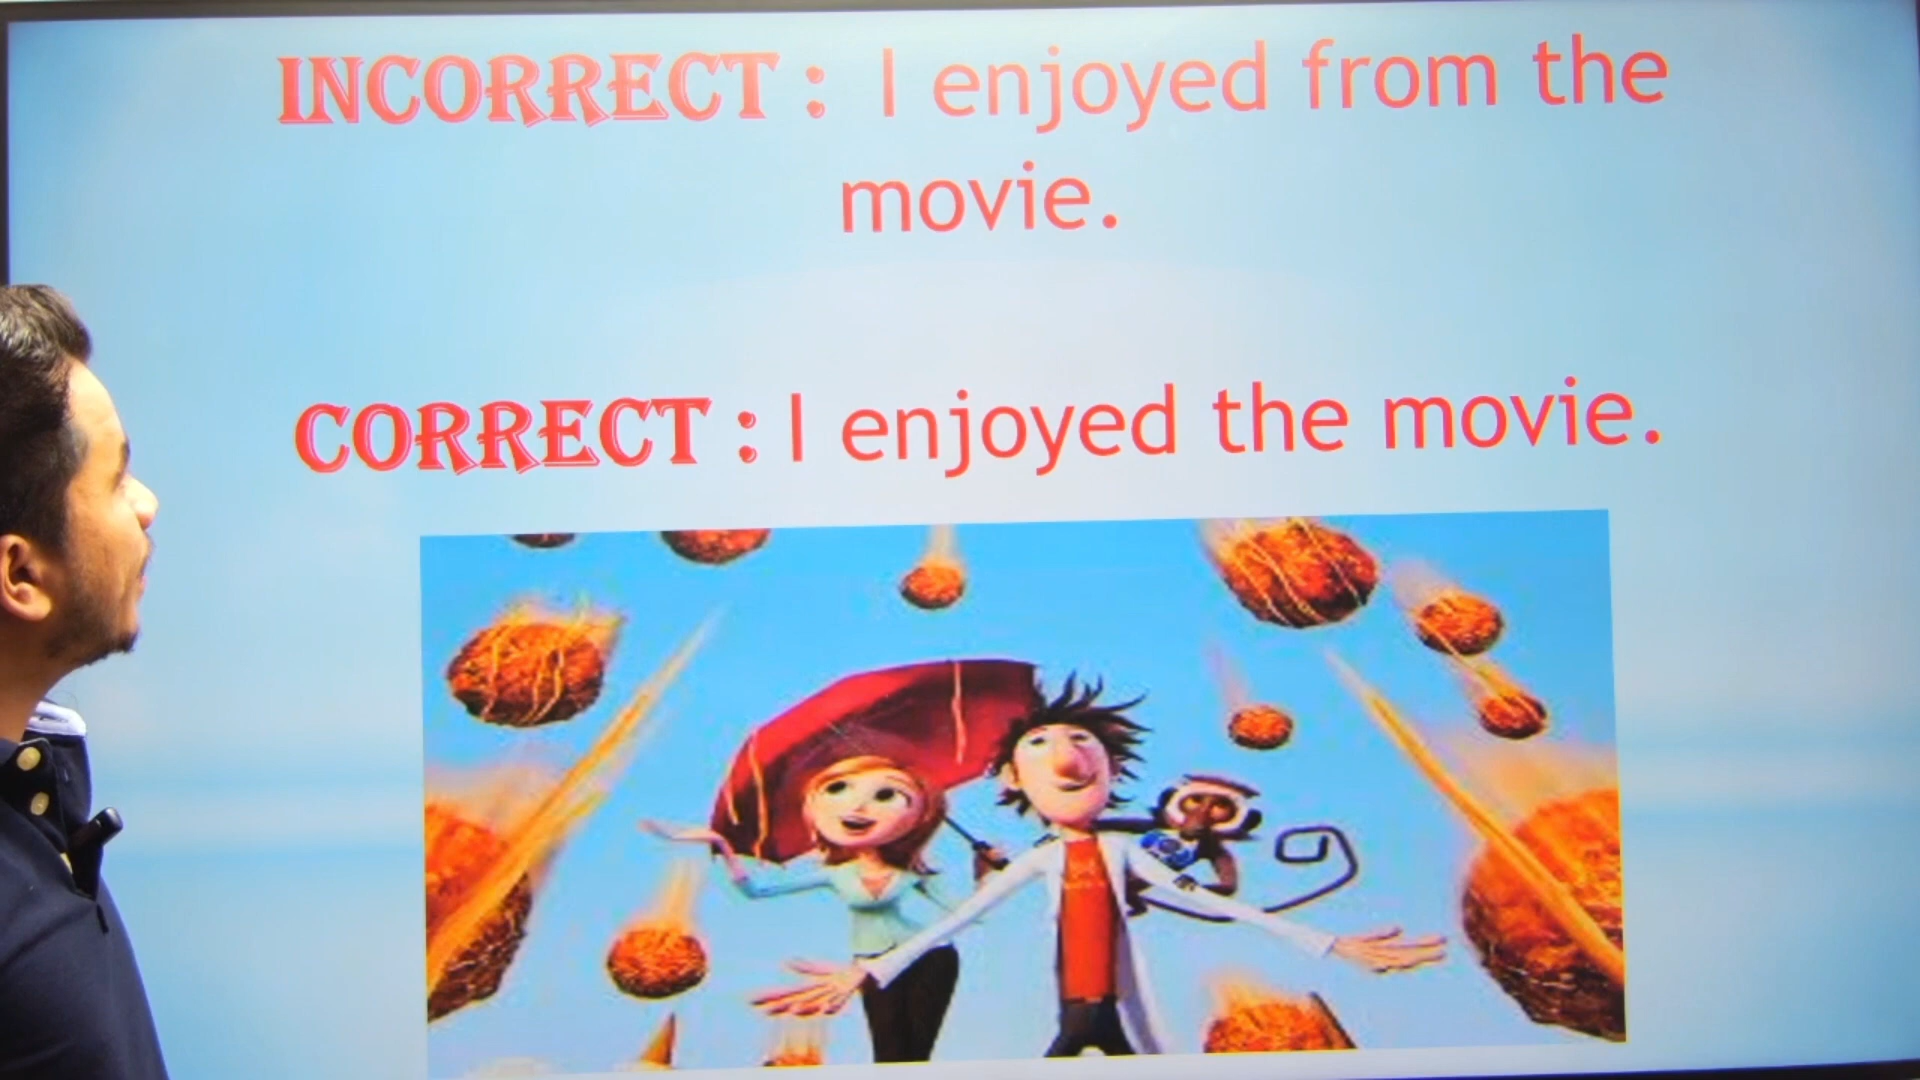 INCORRECT : I enjoyed from the
movie.
CORRECT : I enjoyed the movie.